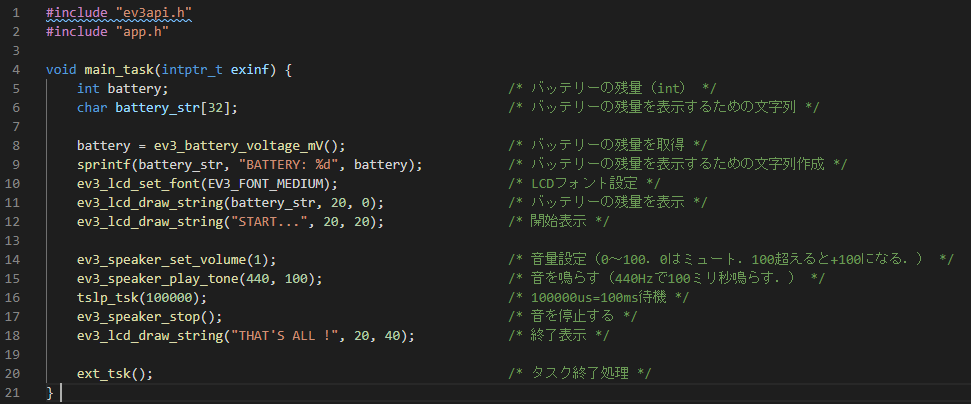 1 #include "ev3api.h"
2 #include "app.h"
3
4 void main_task(intptr_t exinf) {
5     int battery;                                            /* バッテリーの残量（int） */
6     char battery_str[32];                                   /* バッテリーの残量を表示するための文字列 */
7
8     battery = ev3_battery_voltage_mV();                     /* バッテリーの残量を取得 */
9     sprintf(battery_str, "BATTERY: %d", battery);           /* バッテリーの残量を表示するための文字列作成 */
10     ev3_lcd_set_font(EV3_FONT_MEDIUM);                      /* LCDフォント設定 */
11     ev3_lcd_draw_string(battery_str, 20, 0);                /* バッテリーの残量を表示 */
12     ev3_lcd_draw_string("START...", 20, 20);                /* 開始表示 */
13
14     ev3_speaker_set_volume(1);                              /* 音量設定（0～100．0はミュート．100超えると+100になる．） */
15     ev3_speaker_play_tone(440, 100);                        /* 音を鳴らす（440Hzで100ミリ秒鳴らす．） */
16     tslp_tsk(100000);                                       /* 100000us=100ms待機 */
17     ev3_speaker_stop();                                     /* 音を停止する */
18     ev3_lcd_draw_string("THAT'S ALL !", 20, 40);            /* 終了表示 */
19
20     ext_tsk();                                              /* タスク終了処理 */
21 }